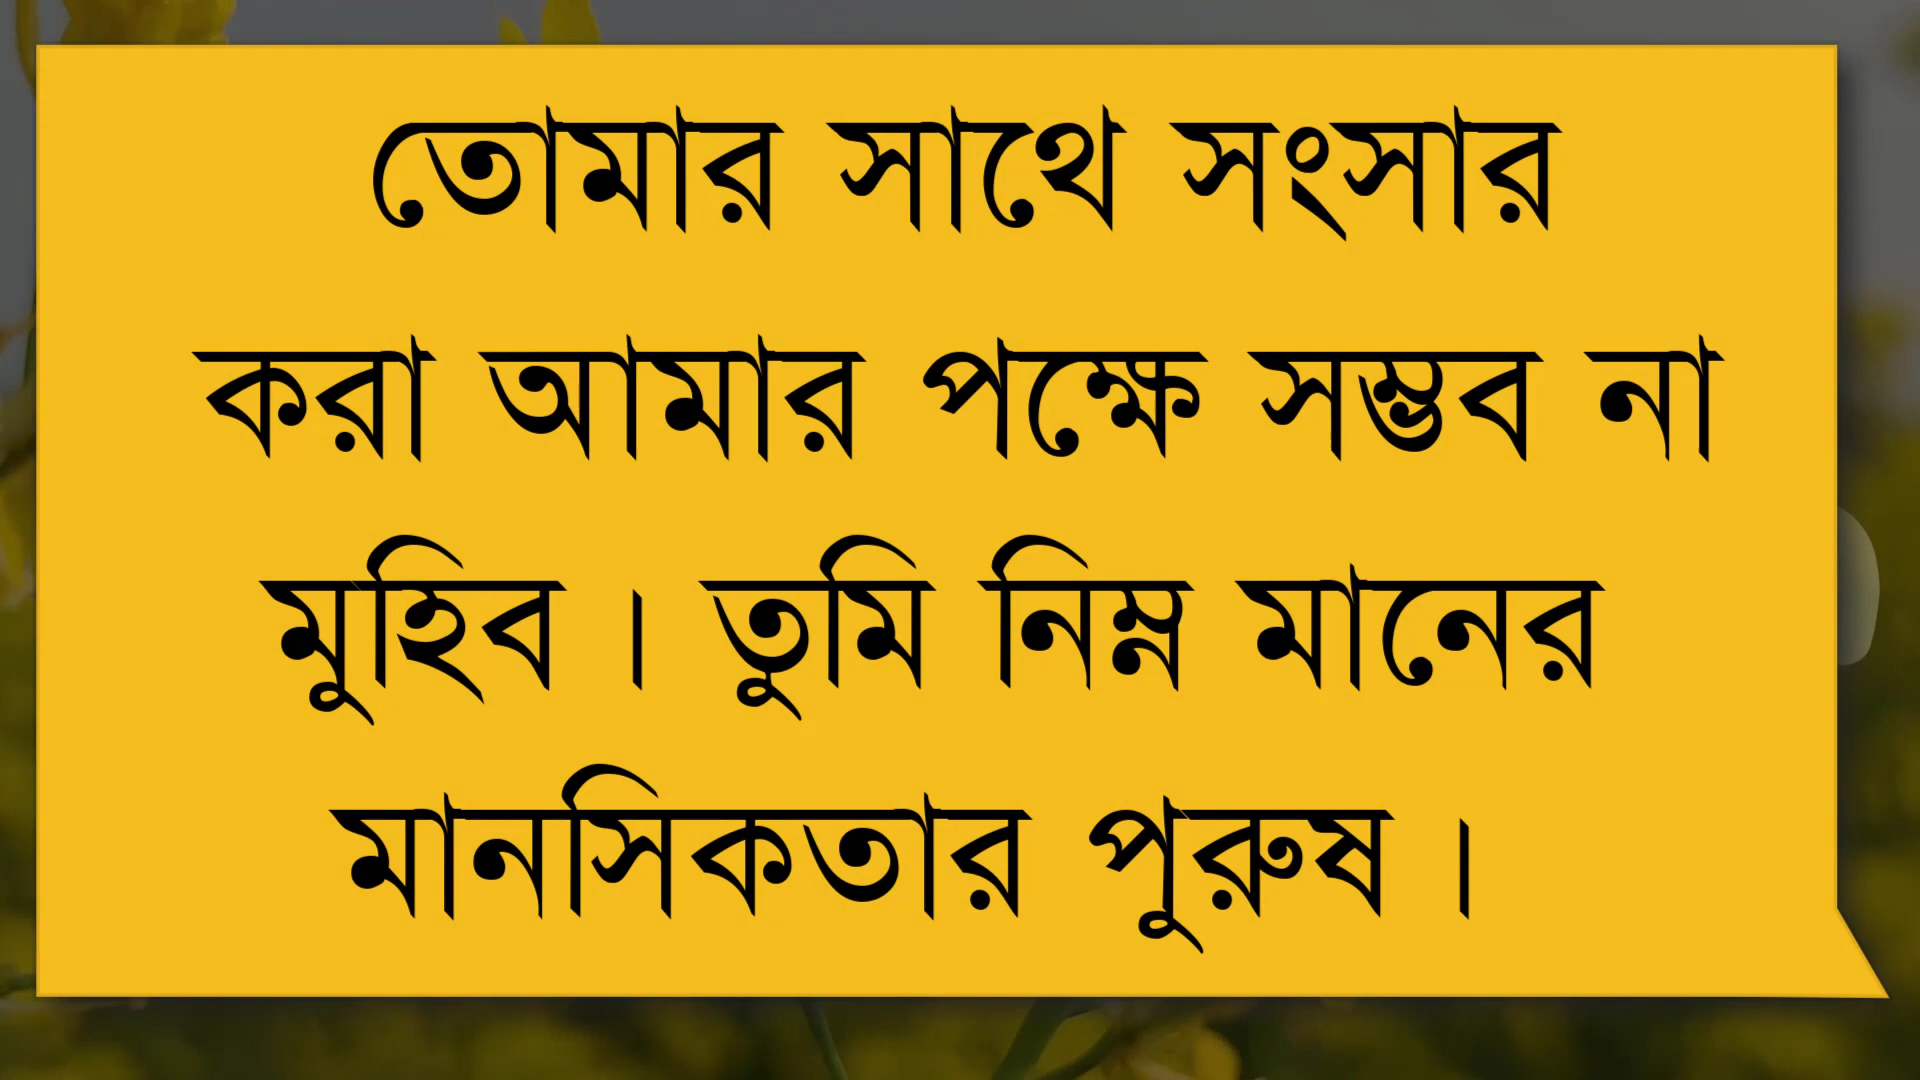 তোমার সাথে সংসার
করা আমার পক্ষে সম্ভব না
মুহিব । তুমি নিম্ন মানের
মানসিকতার পুরুষ ।